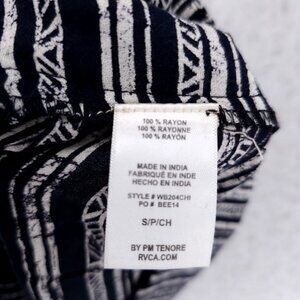 100 % RAYON
100 % RAYONNE
100 % RAYÓN
MADE IN INDIA
FABRIQUÉ EN INDE
HECHO EN INDIA
STYLE # WB204CHI
PO # BEE14
S/P/CH
BY PM TENORE
RVCA.COM